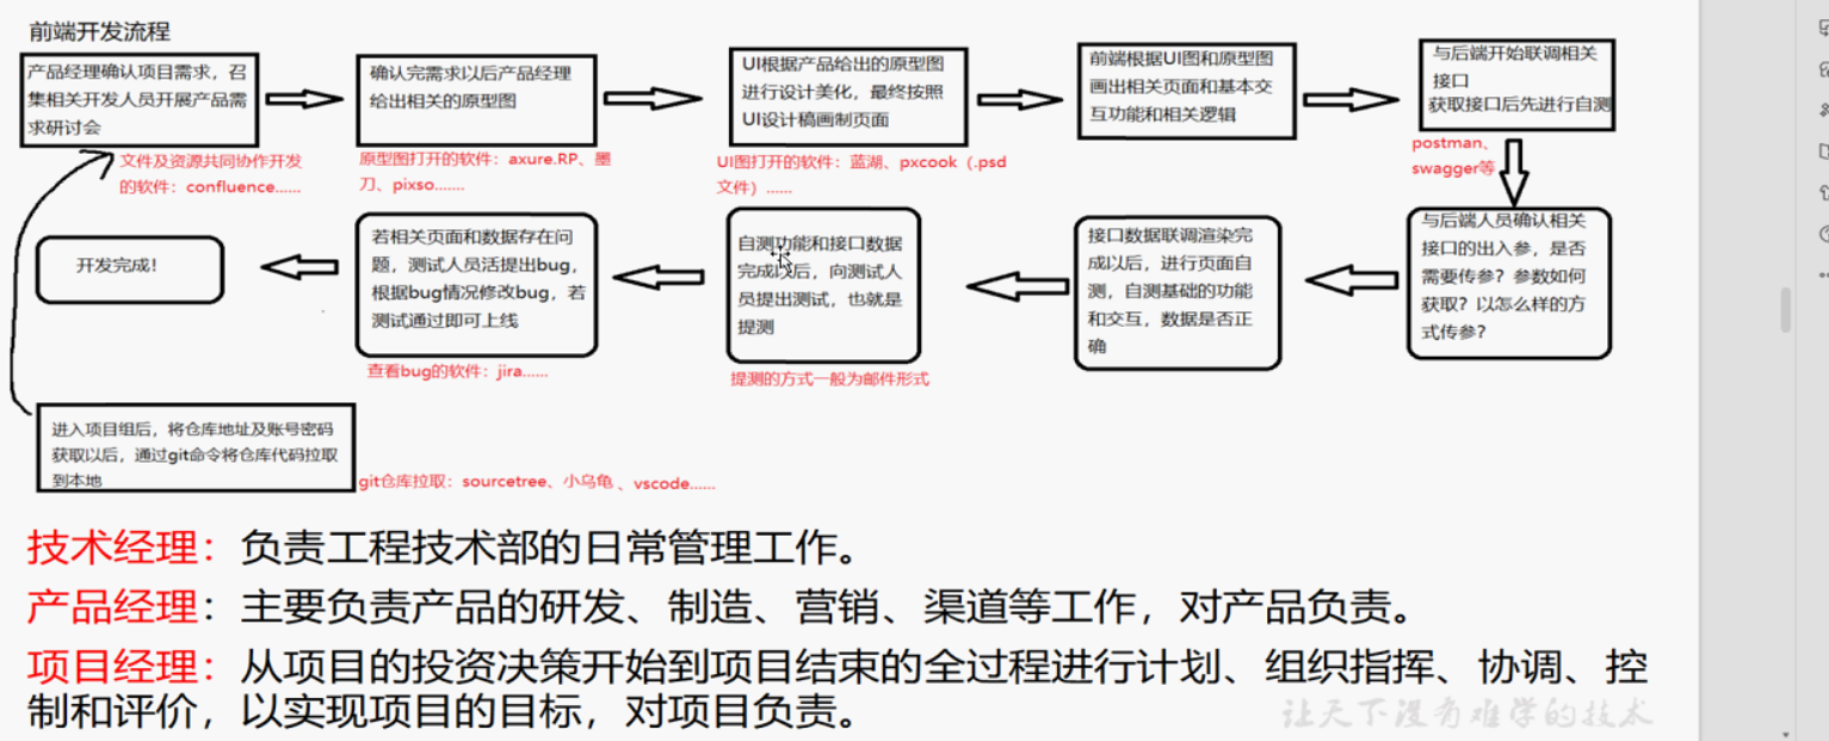 前端开发流程
产品经理确认项目需求，召
集相关开发人员开展产品需
求研讨会
文件及资源共同协作开发
的软件：confluence......
确认完需求以后产品经理
给出相关的原型图
原型图打开的软件：axure.RP、墨
刀、pixso.......
UI根据产品给出的原型图
进行设计美化，最终按照
UI设计稿画制页面
UI图打开的软件：蓝湖、pxcook（.psd
文件）......
前端根据UI图和原型图
画出相关页面和基本交
互功能和相关逻辑
与后端开始联调相关
接口
获取接口后先进行自测
postman、
swagger等
与后端人员确认相关
接口的出入参，是否
需要传参？参数如何
获取？以怎么样的方
式传参？
接口数据联调渲染完
成以后，进行页面自
测，自测基础的功能
和交互，数据是否正
确
自测功能和接口数据
完成以后，向测试人
员提出测试，也就是
提测
提测的方式一般为邮件形式
若相关页面和数据存在问
题，测试人员活提出bug，
根据bug情况修改bug，若
测试通过即可上线
查看bug的软件：jira......
开发完成！
进入项目组后，将仓库地址及账号密码
获取以后，通过git命令将仓库代码拉取
到本地
git仓库拉取：sourcetree、小乌龟 、vscode......
技术经理：负责工程技术部的日常管理工作。
产品经理：主要负责产品的研发、制造、营销、渠道等工作，对产品负责。
项目经理：从项目的投资决策开始到项目结束的全过程进行计划、组织指挥、协调、控
制和评价，以实现项目的目标，对项目负责。
让天下没有难学的技术